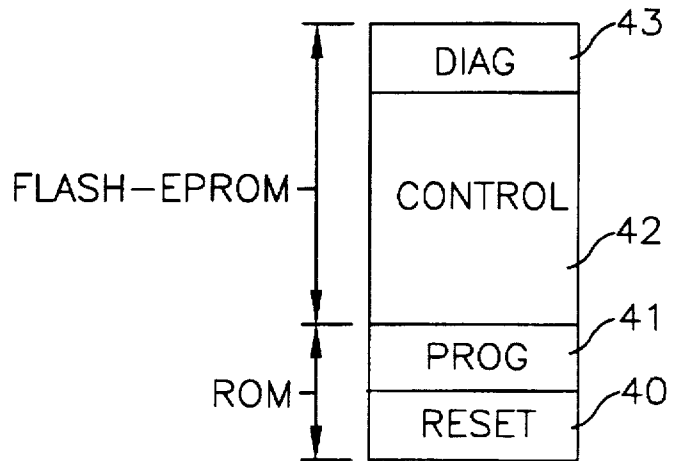 43
DIAG
FLASH-EPROM
CONTROL
42
41
PROG
ROM
40
RESET